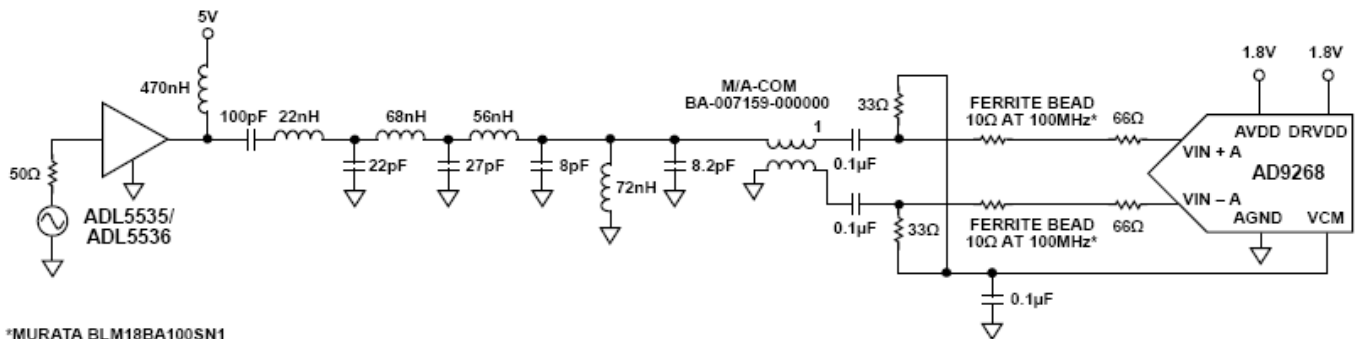 5V
470nH
100pF
22nH
68nH
56nH
22pF
27pF
8pF
72nH
8.2pF
50Ω
ADL5535/
ADL5536
M/A-COM
BA-007159-000000
1
0.1µF
0.1µF
33Ω
33Ω
FERRITE BEAD
10Ω AT 100MHz*
66Ω
FERRITE BEAD
10Ω AT 100MHz*
66Ω
1.8V
1.8V
AVDD DRVDD
VIN + A
AD9268
VIN – A
AGND
VCM
0.1µF
*MURATA BLM18BA100SN1